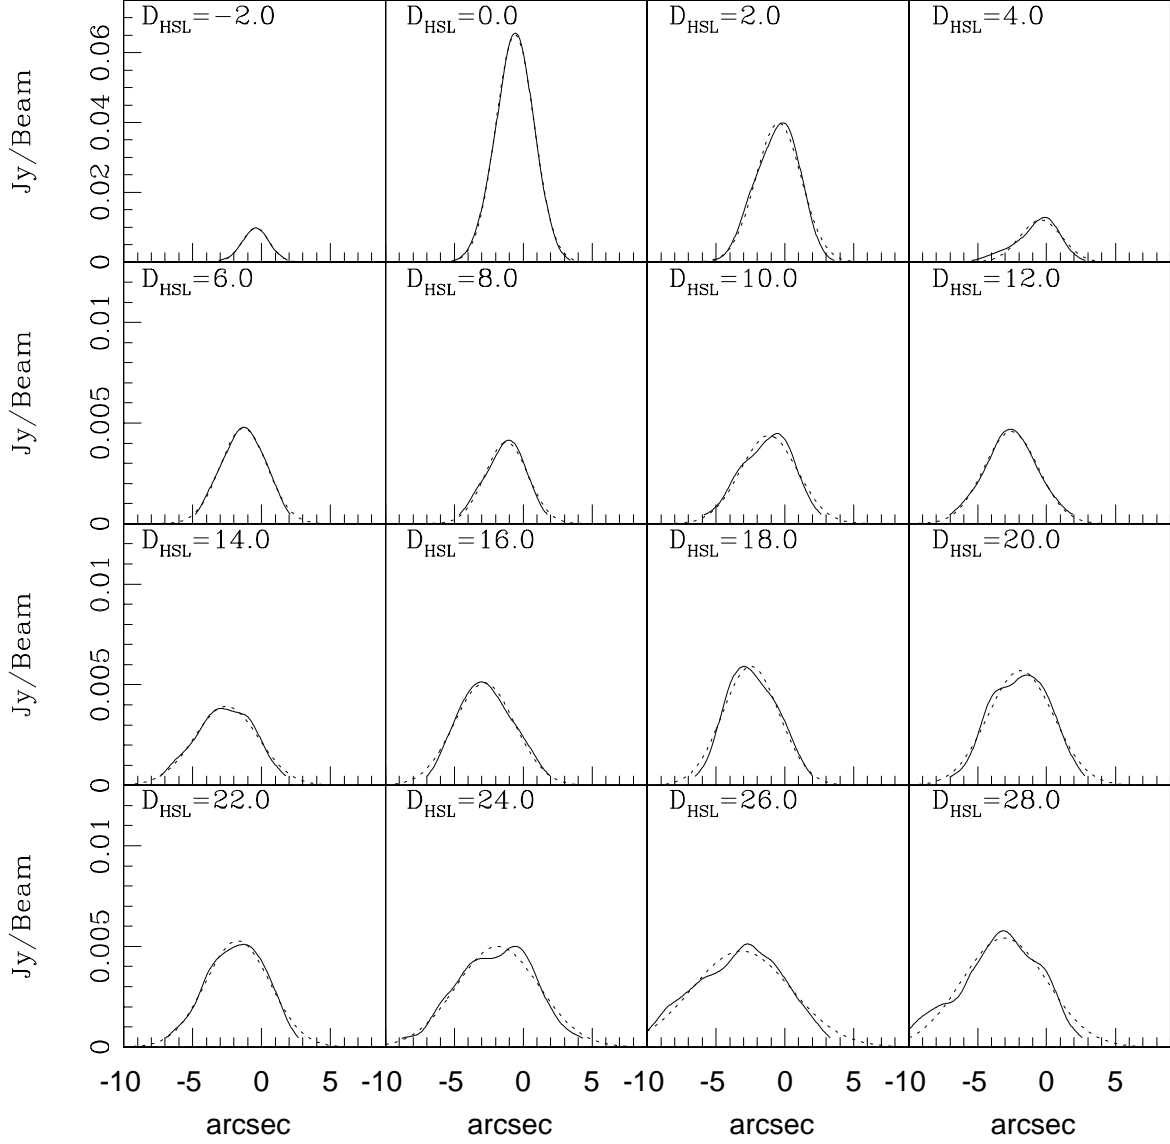 D_HSL=−2.0 D_HSL=0.0 D_HSL=2.0 D_HSL=4.0
Jy/Beam
0.06
0.04
0.02
0
D_HSL=6.0 D_HSL=8.0 D_HSL=10.0 D_HSL=12.0
Jy/Beam
0.01
0.005
0
D_HSL=14.0 D_HSL=16.0 D_HSL=18.0 D_HSL=20.0
Jy/Beam
0.01
0.005
0
D_HSL=22.0 D_HSL=24.0 D_HSL=26.0 D_HSL=28.0
Jy/Beam
0.01
0.005
0
-10 -5 0 5 -10 -5 0 5 -10 -5 0 5 -10 -5 0 5
arcsec arcsec arcsec arcsec